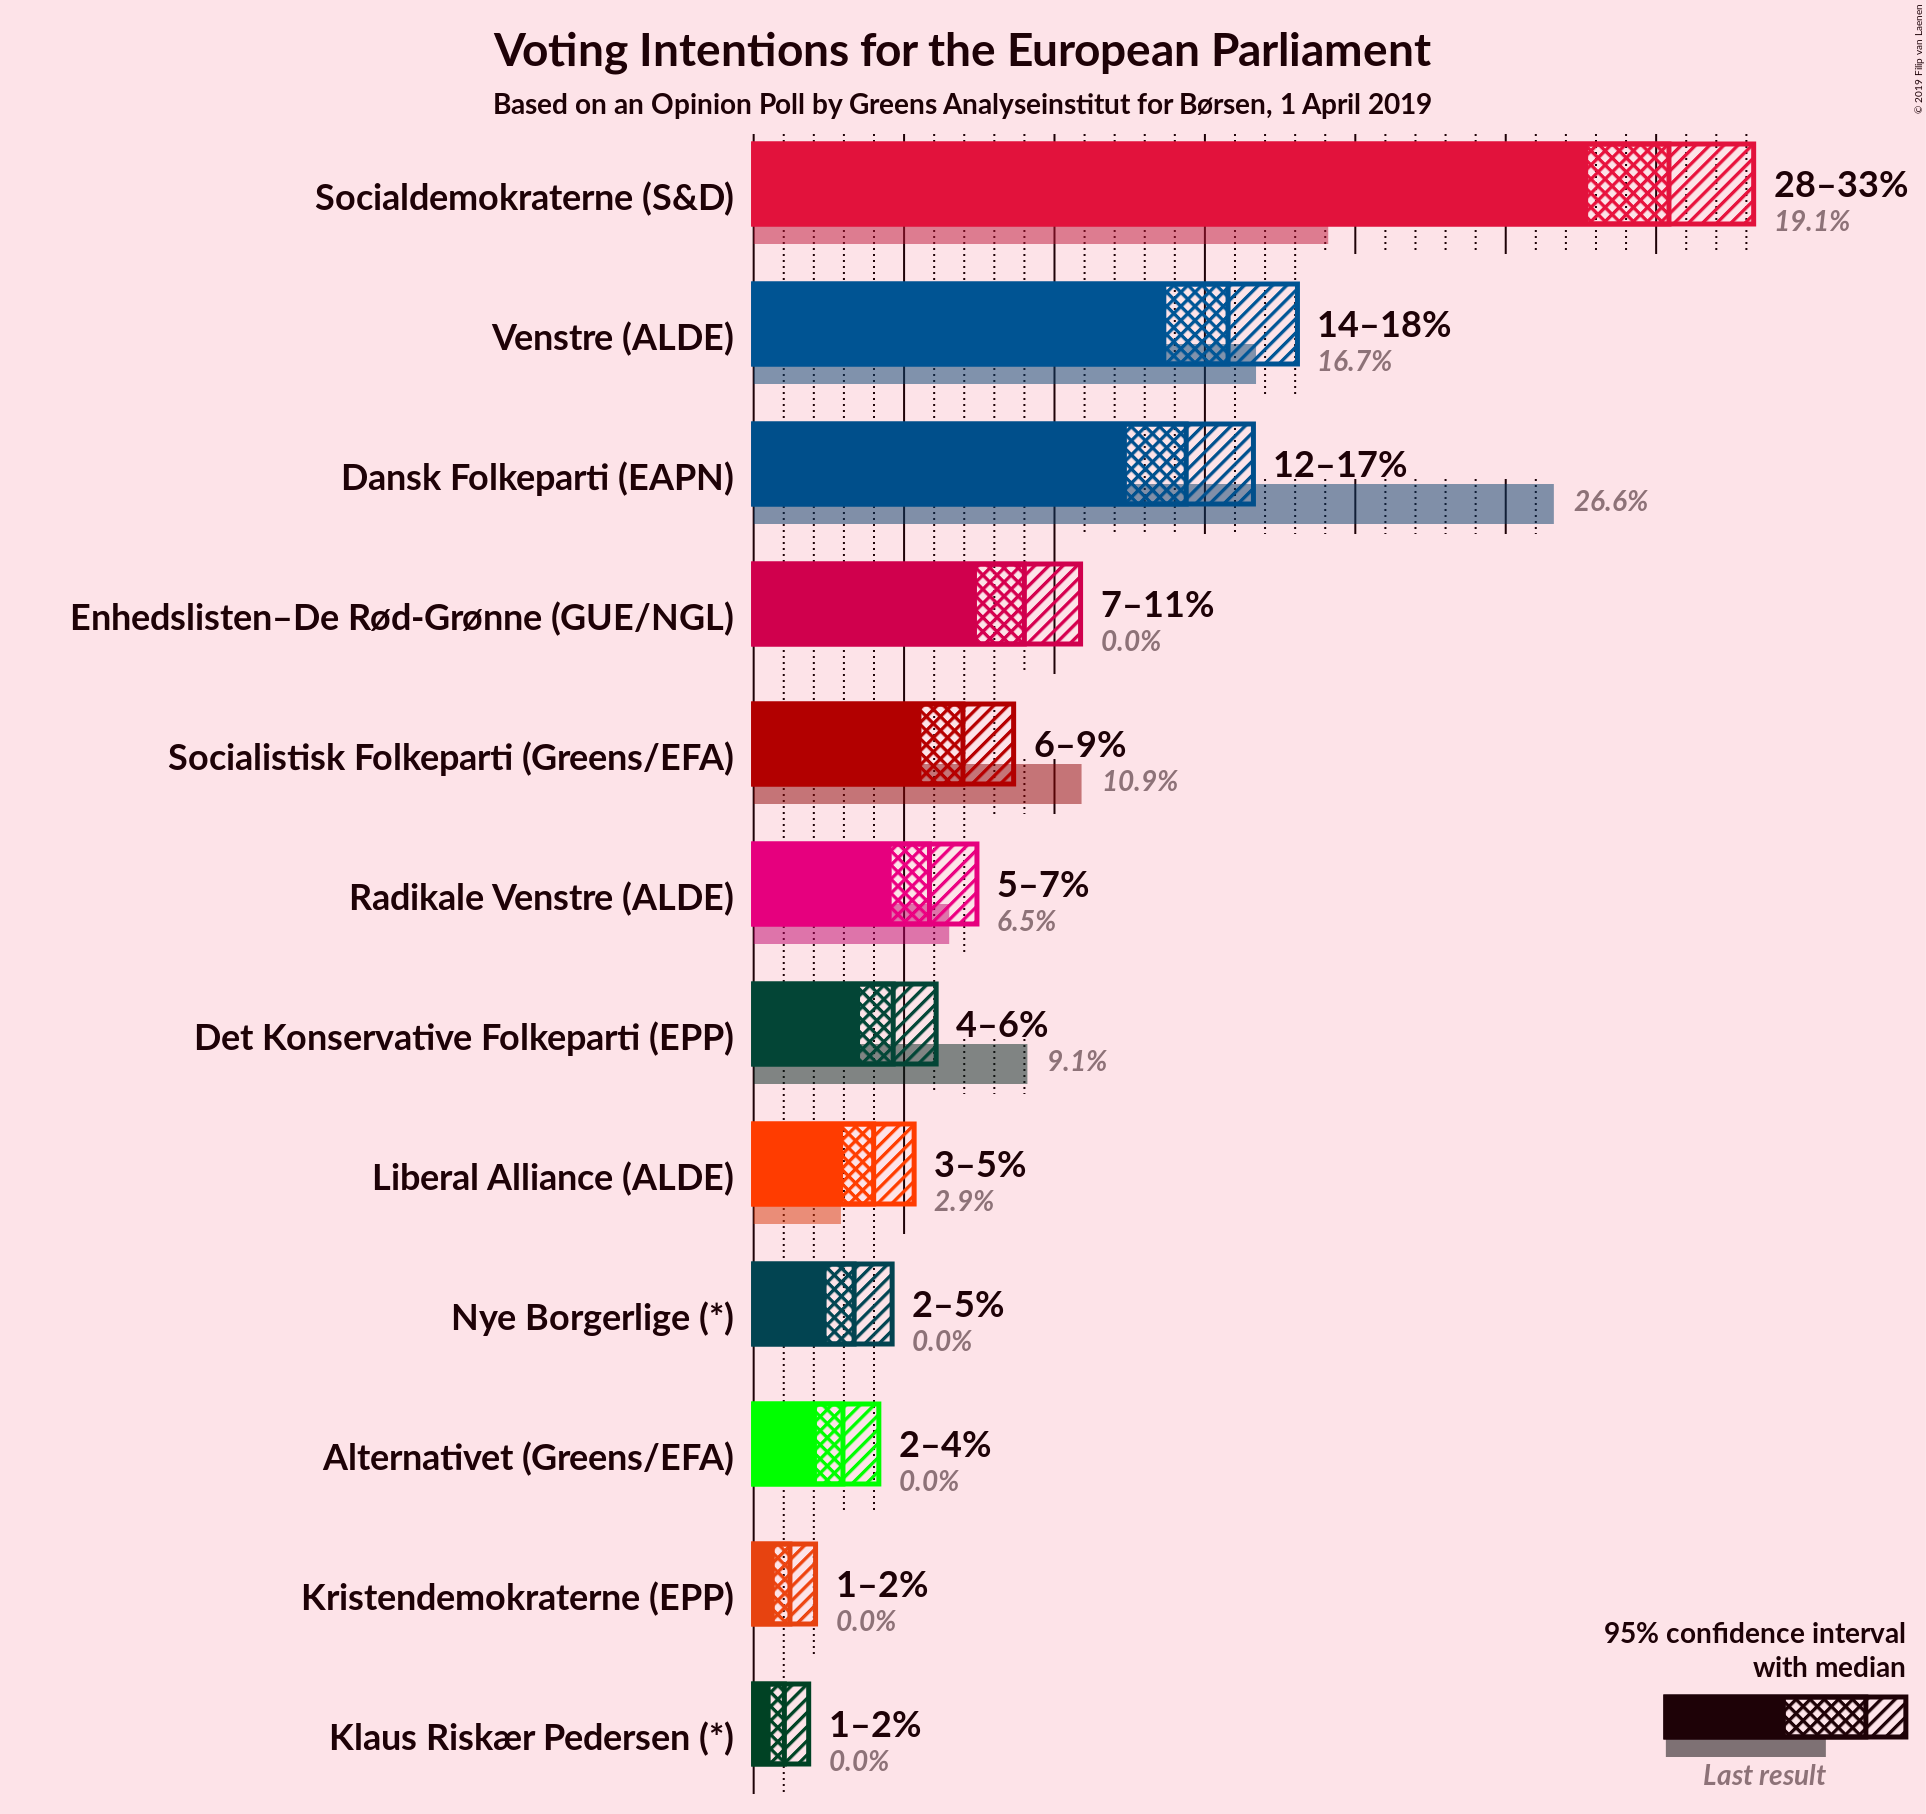 Voting Intentions for the European Parliament
Based on an Opinion Poll by Greens Analyseinstitut for Børsen, 1 April 2019
© 2019 Filip van Laenen
Socialdemokraterne (S&D)
28–33%
19.1%
Venstre (ALDE)
14–18%
16.7%
Dansk Folkeparti (EAPN)
12–17%
26.6%
Enhedslisten–De Rød-Grønne (GUE/NGL)
7–11%
0.0%
Socialistisk Folkeparti (Greens/EFA)
6–9%
10.9%
Radikale Venstre (ALDE)
5–7%
6.5%
Det Konservative Folkeparti (EPP)
4–6%
9.1%
Liberal Alliance (ALDE)
3–5%
2.9%
Nye Borgerlige (*)
2–5%
0.0%
Alternativet (Greens/EFA)
2–4%
0.0%
Kristendemokraterne (EPP)
1–2%
0.0%
Klaus Riskær Pedersen (*)
1–2%
0.0%
95% confidence interval
with median
Last result